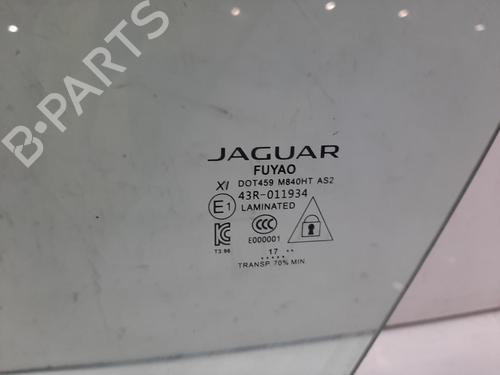 B-PARTS
JAGUAR
FUYAO
XI DOT459 M840HT AS2
43R-011934
E1 LAMINATED
CCC
E000001
KC
T3.86
17 ..
.....
TRANSP 70% MIN